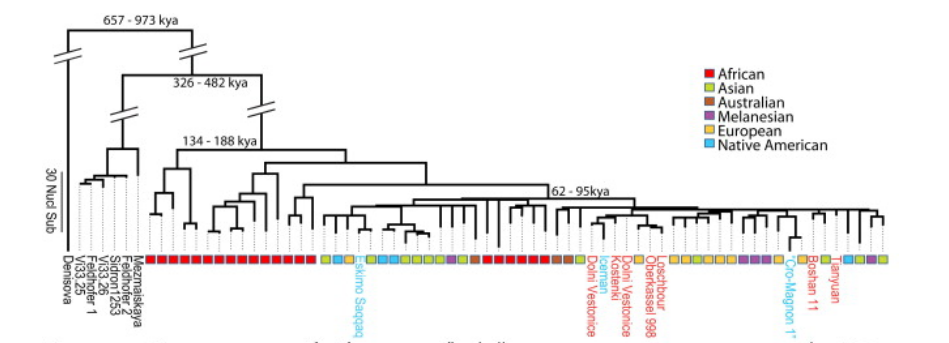 657 - 973 kya
326 - 482 kya
134 - 188 kya
62 - 95kya
African
Asian
Australian
Melanesian
European
Native American
30 Nucl Sub
Denisova
Vi33.25
Feldhofer 1
Vi33.26
Sidron1253
Feldhofer 2
Mezmaiskaya
Eskimo Saqqaq
Dolni Vestonice
Iceman
Kostenki
Dolni Vestonice
Oberkassel 998
Loschbour
"Cro-Magnon 1"
Boshan 11
Tianyuan